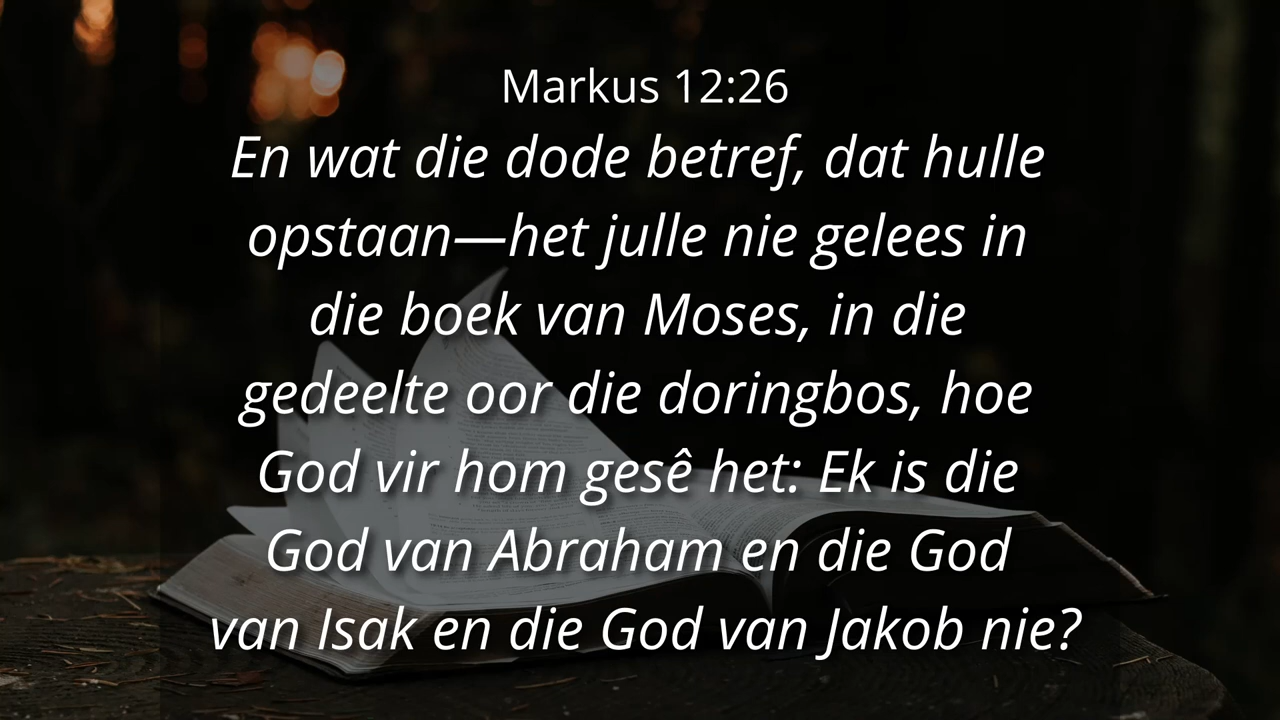 Markus 12:26
En wat die dode betref, dat hulle
opstaan—het julle nie gelees in
die boek van Moses, in die
gedeelte oor die doringbos, hoe
God vir hom gesê het: Ek is die
God van Abraham en die God
van Isak en die God van Jakob nie?